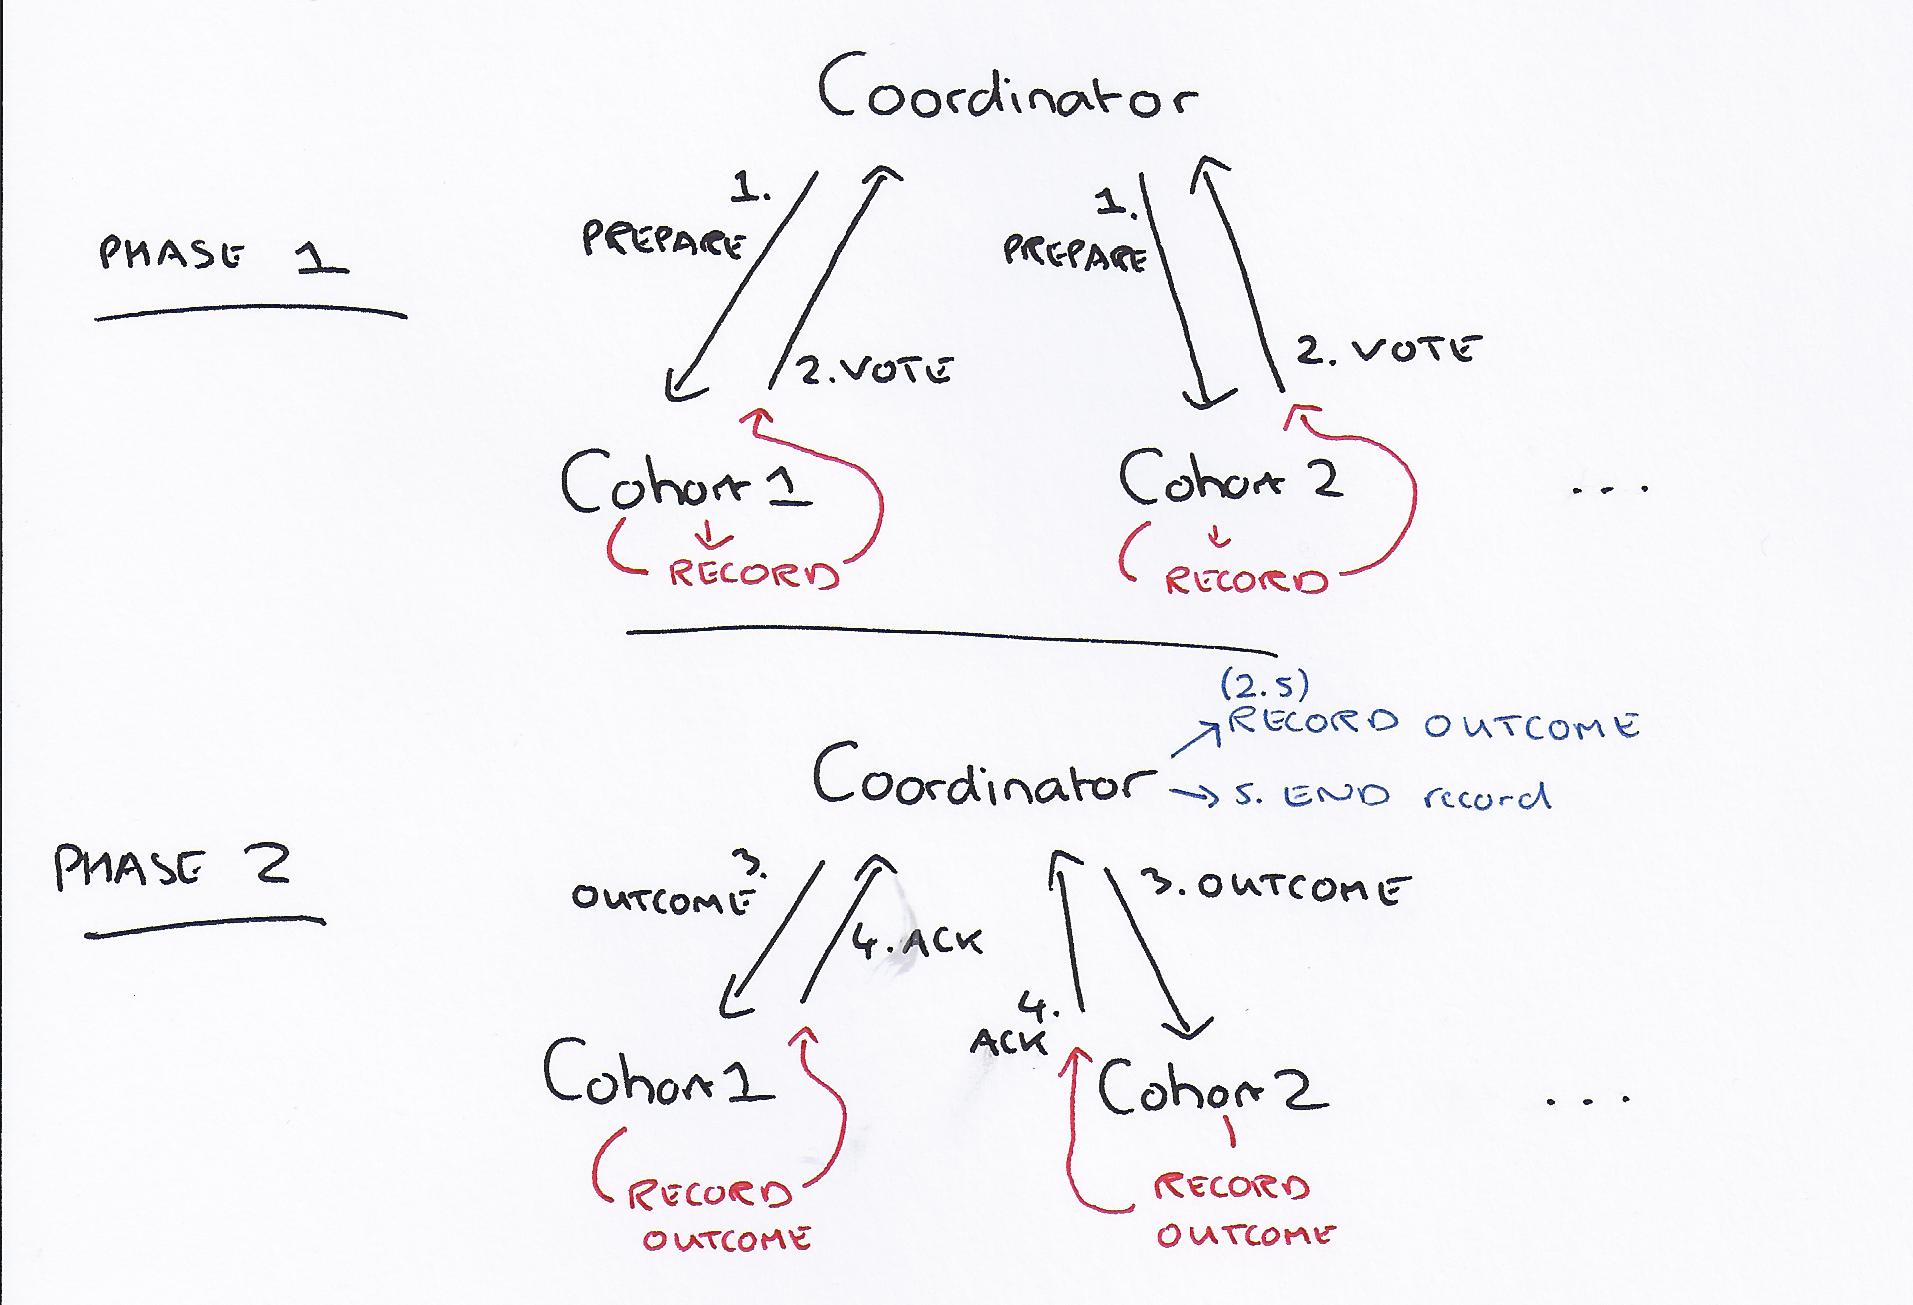 Coordinator
1.
PREPARE
1.
PREPARE
PHASE 1
2. VOTE
2. VOTE
Cohort 1
Cohort 2
...
RECORD
RECORD
(2.5)
RECORD OUTCOME
Coordinator
5. END record
PHASE 2
3.
OUTCOME
3. OUTCOME
4. ACK
4.
ACK
Cohort 1
Cohort 2
...
RECORD
OUTCOME
RECORD
OUTCOME